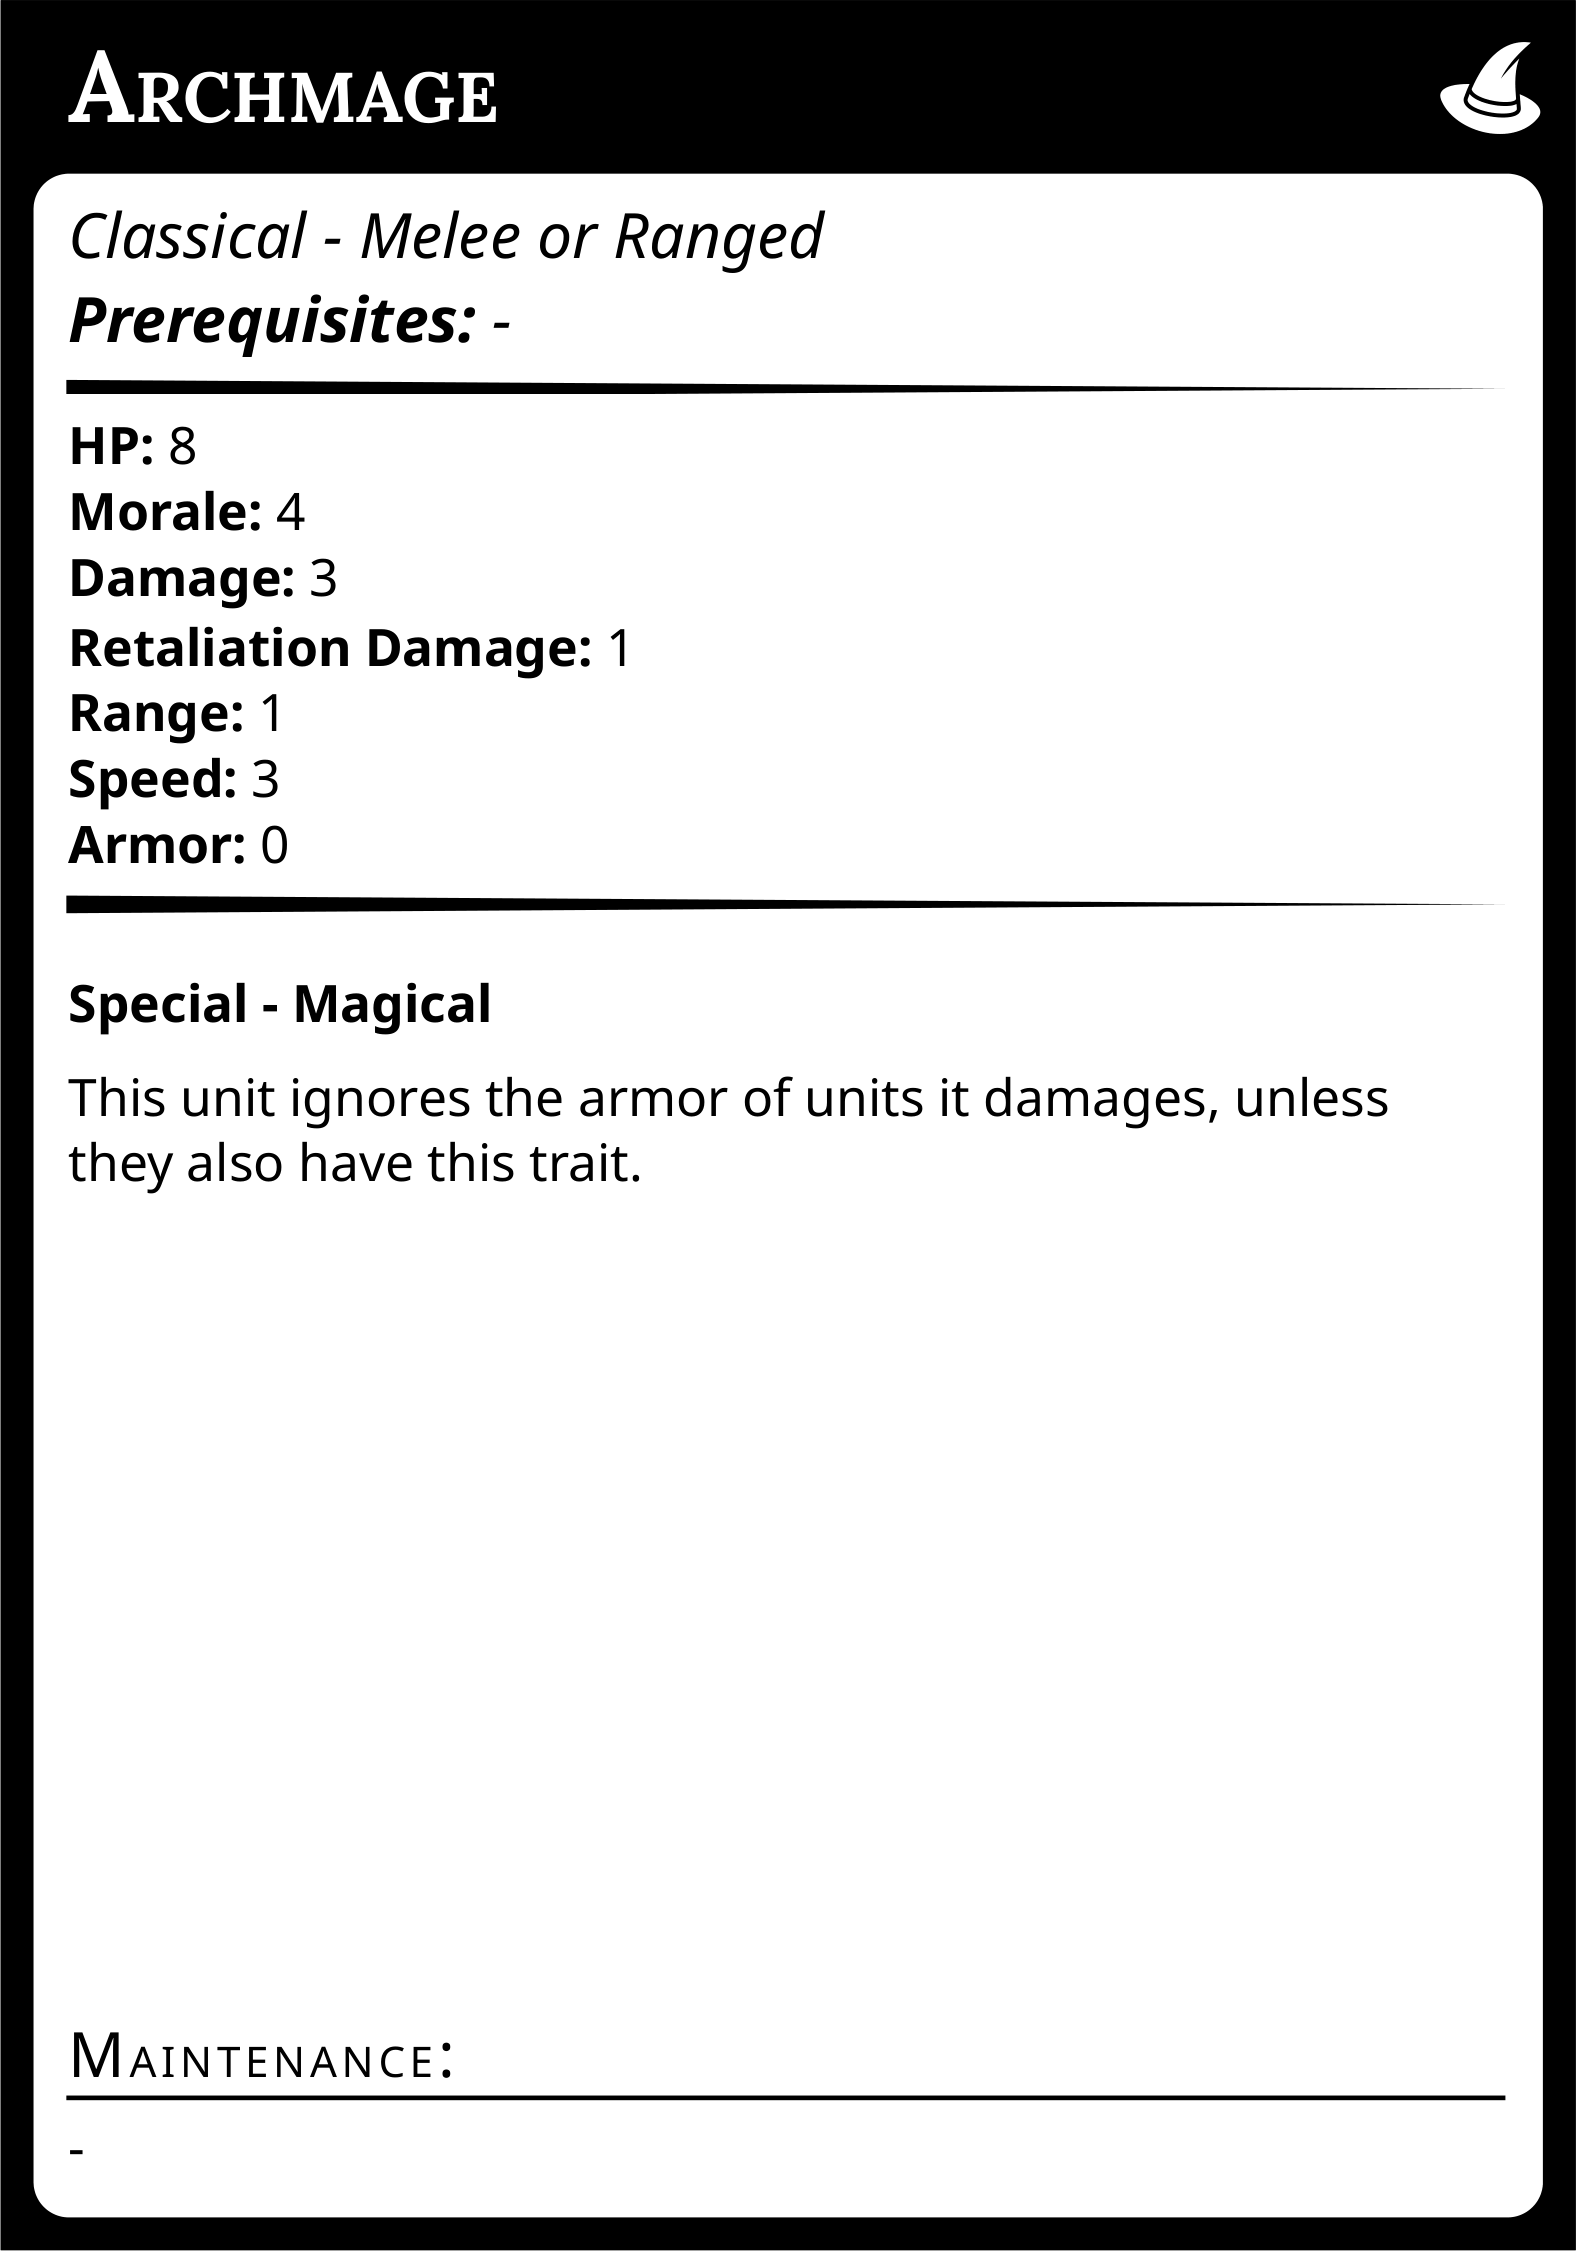 Archmage
Classical - Melee or Ranged
Prerequisites: -
HP: 8
Morale: 4
Damage: 3
Retaliation Damage: 1
Range: 1
Speed: 3
Armor: 0
Special - Magical
This unit ignores the armor of units it damages, unless
they also have this trait.
Maintenance:
-